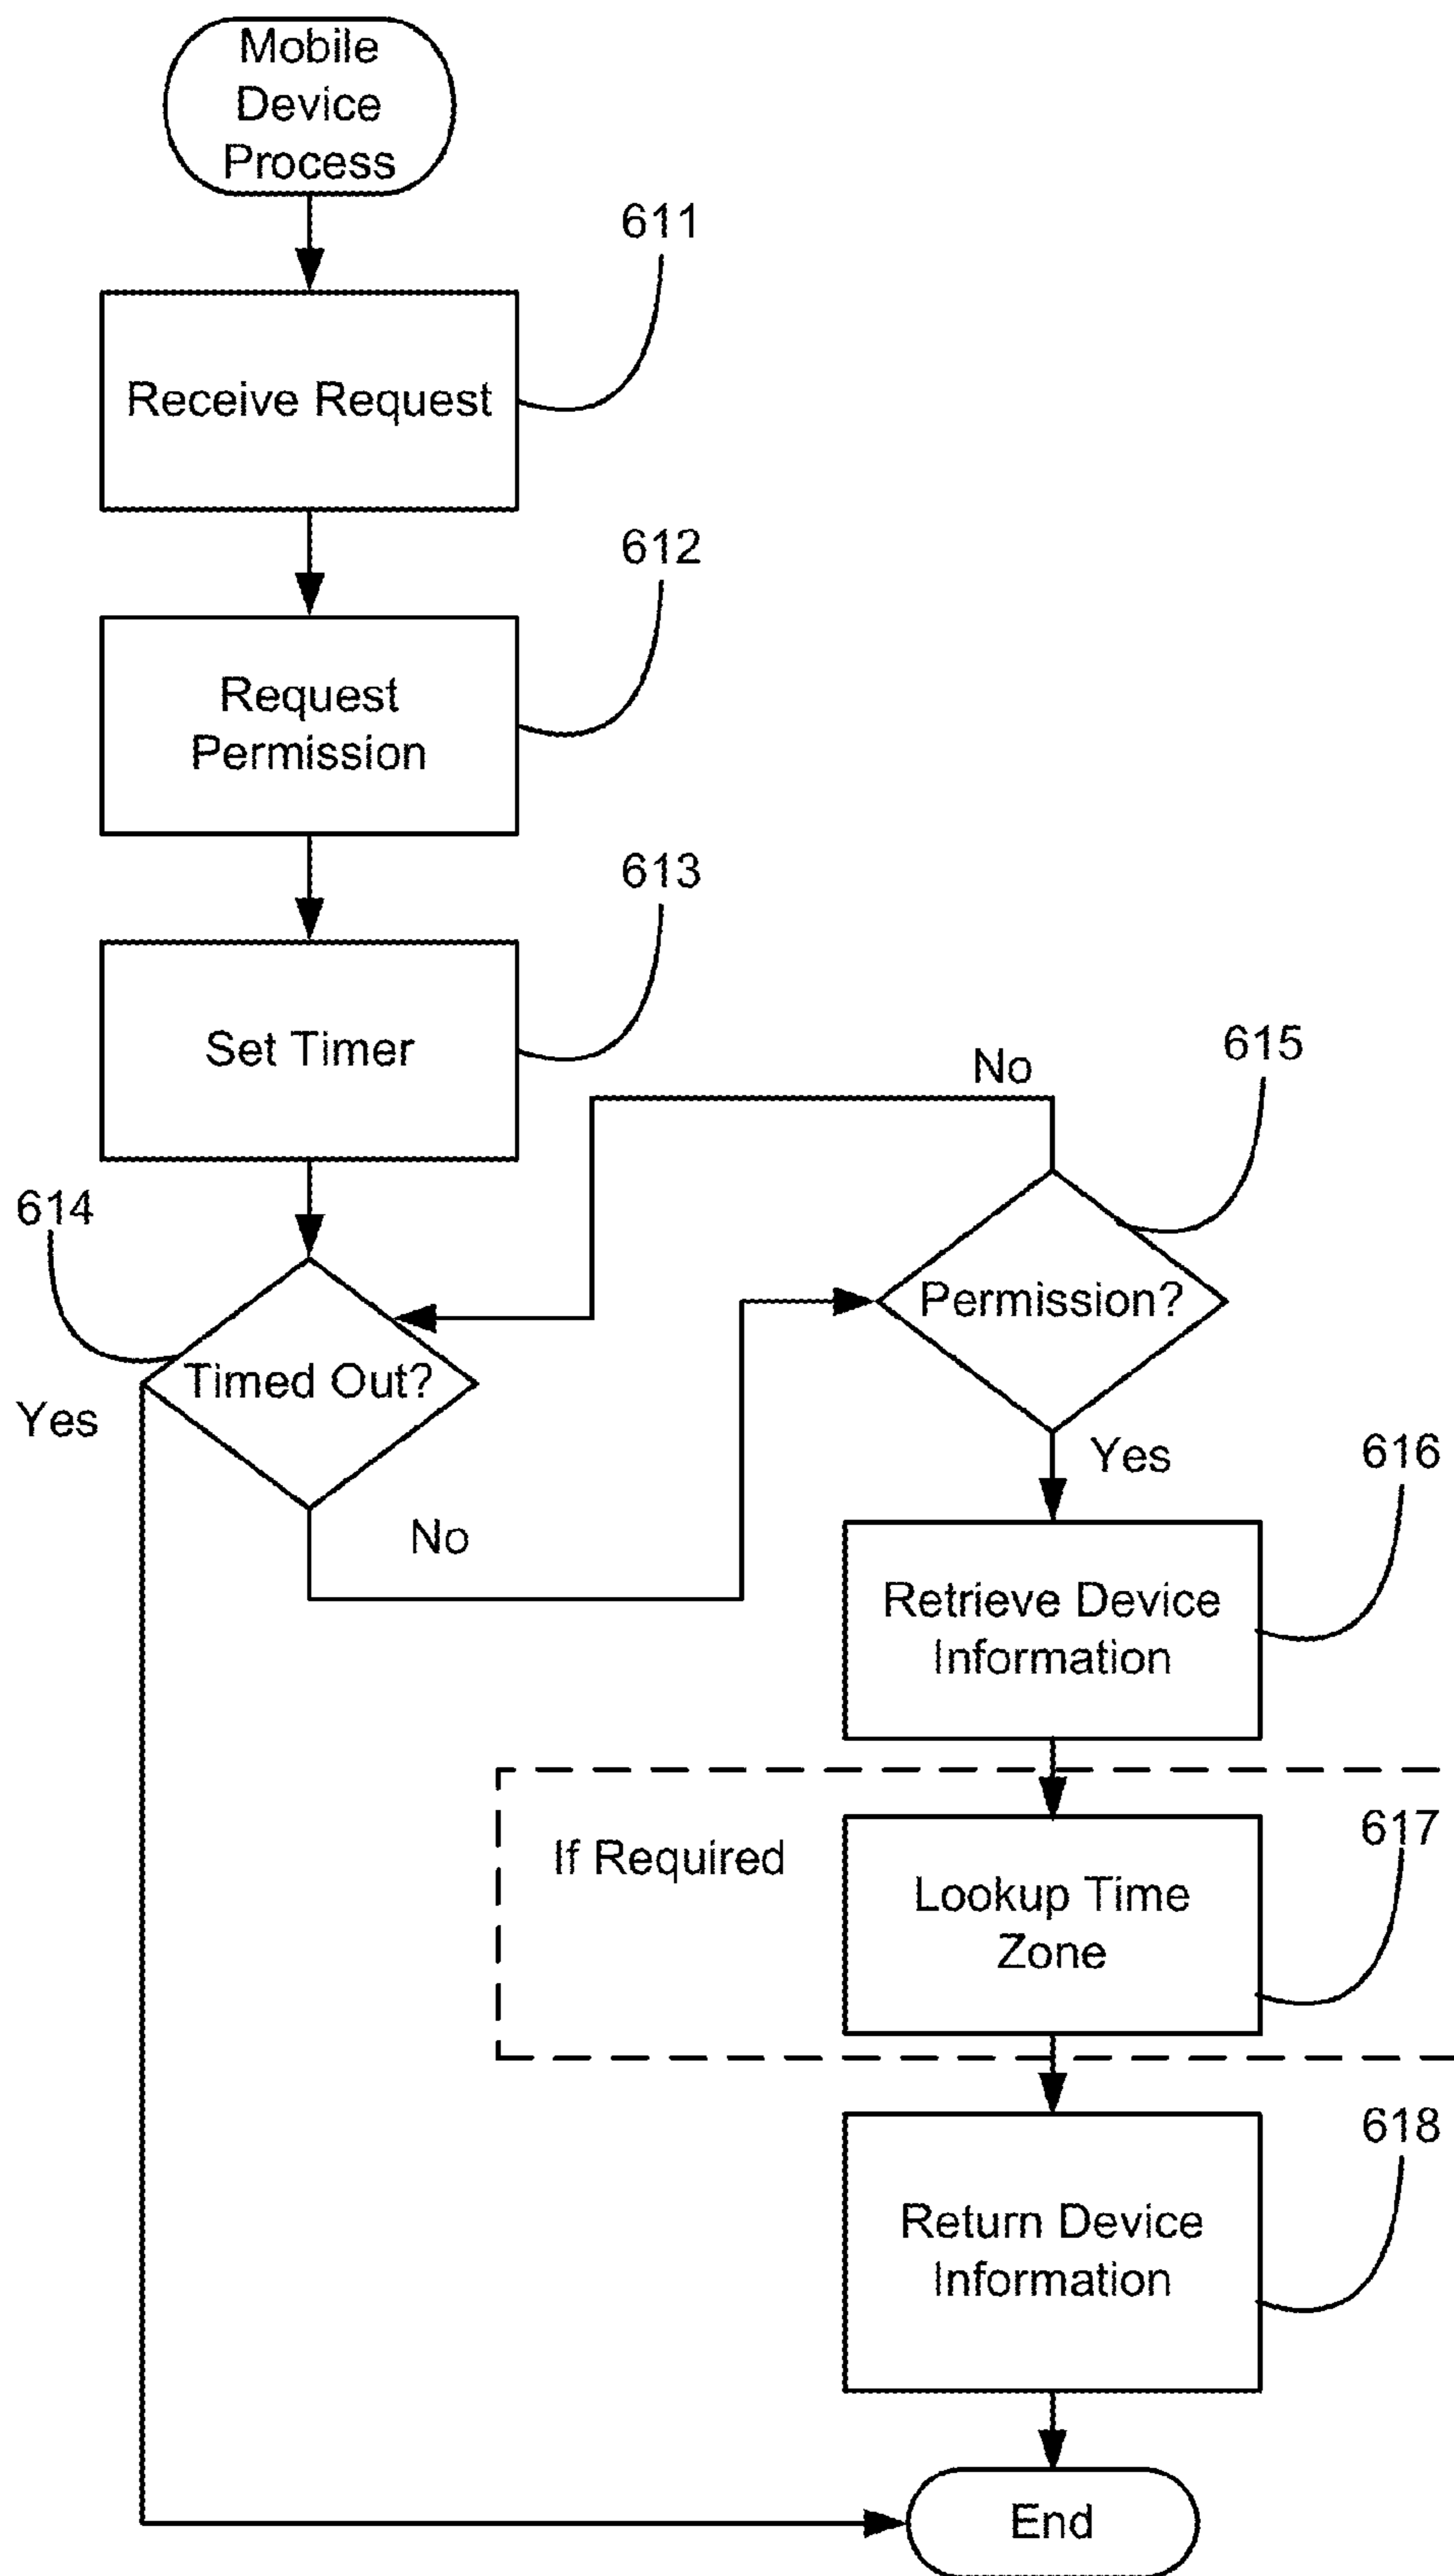 Mobile
Device
Process
611
Receive Request
612
Request
Permission
613
Set Timer
No
615
614
Permission?
Timed Out?
Yes
Yes
616
No
Retrieve Device
Information
617
If Required
Lookup Time
Zone
618
Return Device
Information
End